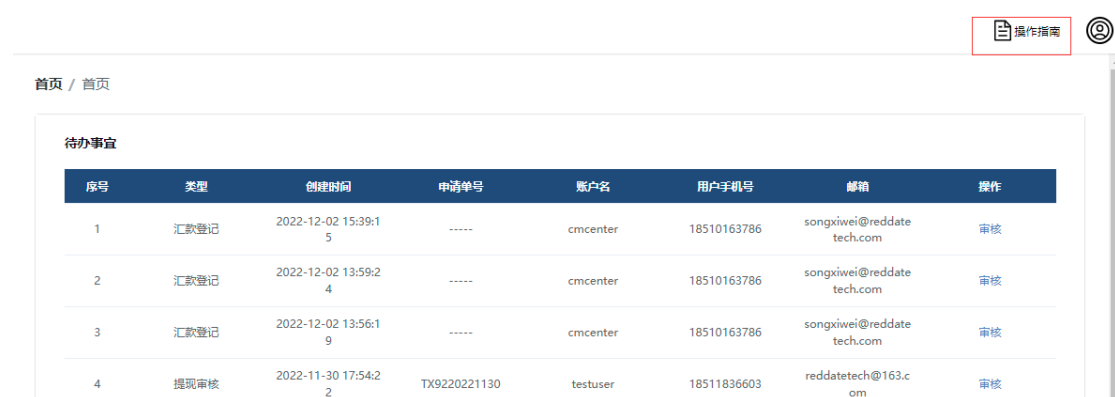 操作指南
首页 / 首页
待办事宜
序号 类型 创建时间 申请单号 账户名 用户手机号 邮箱 操作
1 汇款登记 2022-12-02 15:39:1 ----- cmcenter 18510163786 songxiwei@reddate 审核
5 tech.com
2 汇款登记 2022-12-02 13:59:2 ----- cmcenter 18510163786 songxiwei@reddate 审核
4 tech.com
3 汇款登记 2022-12-02 13:56:1 ----- cmcenter 18510163786 songxiwei@reddate 审核
9 tech.com
4 提现审核 2022-11-30 17:54:2 TX9220221130 testuser 18511836603 reddatetech@163.c 审核
2 om